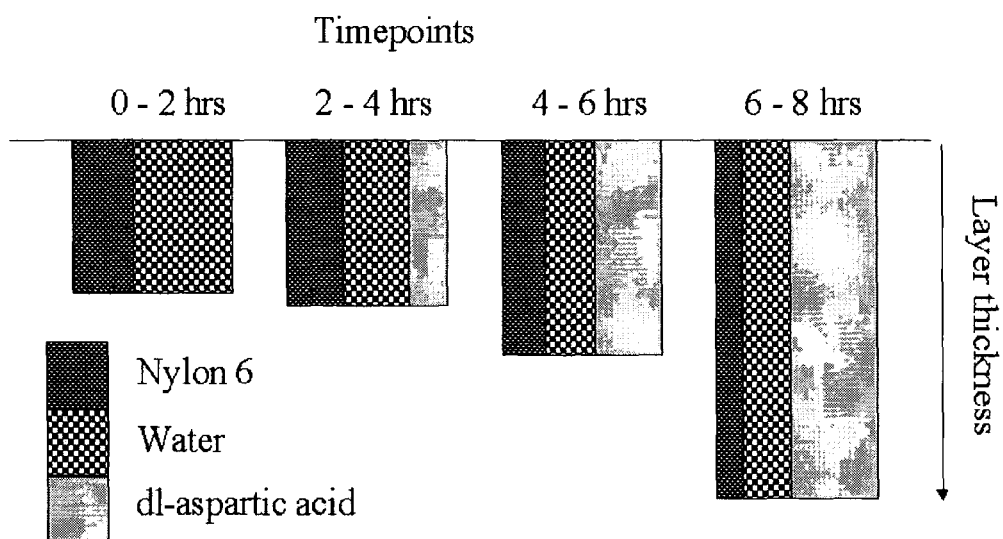 Timepoints
0 - 2 hrs 2 - 4 hrs 4 - 6 hrs 6 - 8 hrs
Layer thickness
Nylon 6
Water
dl-aspartic acid